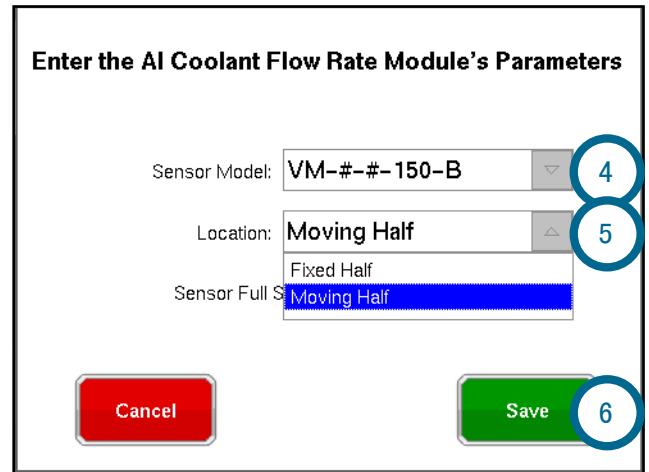 Enter the AI Coolant Flow Rate Module's Parameters
Sensor Model: VM-#-#-150-B 4
Location: Moving Half 5
Fixed Half
Sensor Full S Moving Half
Cancel Save 6